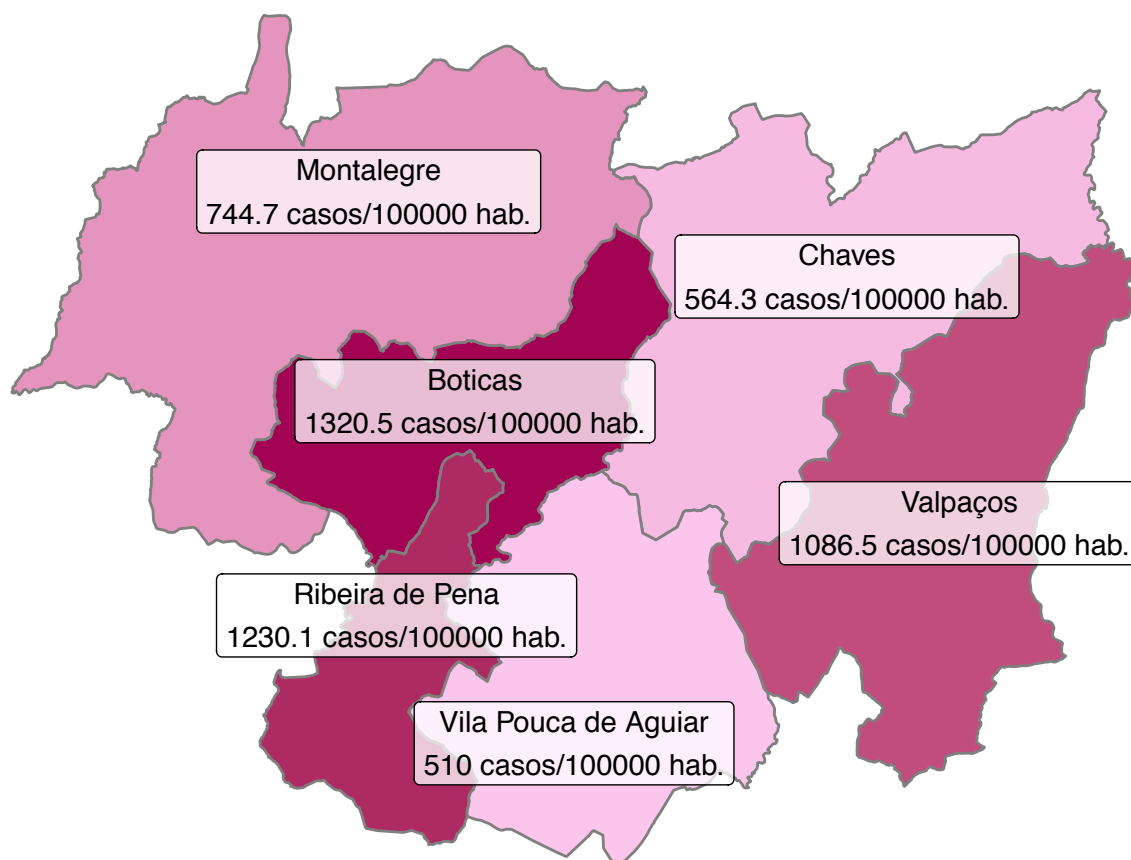 Montalegre
744.7 casos/100000 hab.
Chaves
564.3 casos/100000 hab.
Boticas
1320.5 casos/100000 hab.
Valpaços
1086.5 casos/100000 hab.
Ribeira de Pena
1230.1 casos/100000 hab.
Vila Pouca de Aguiar
510 casos/100000 hab.